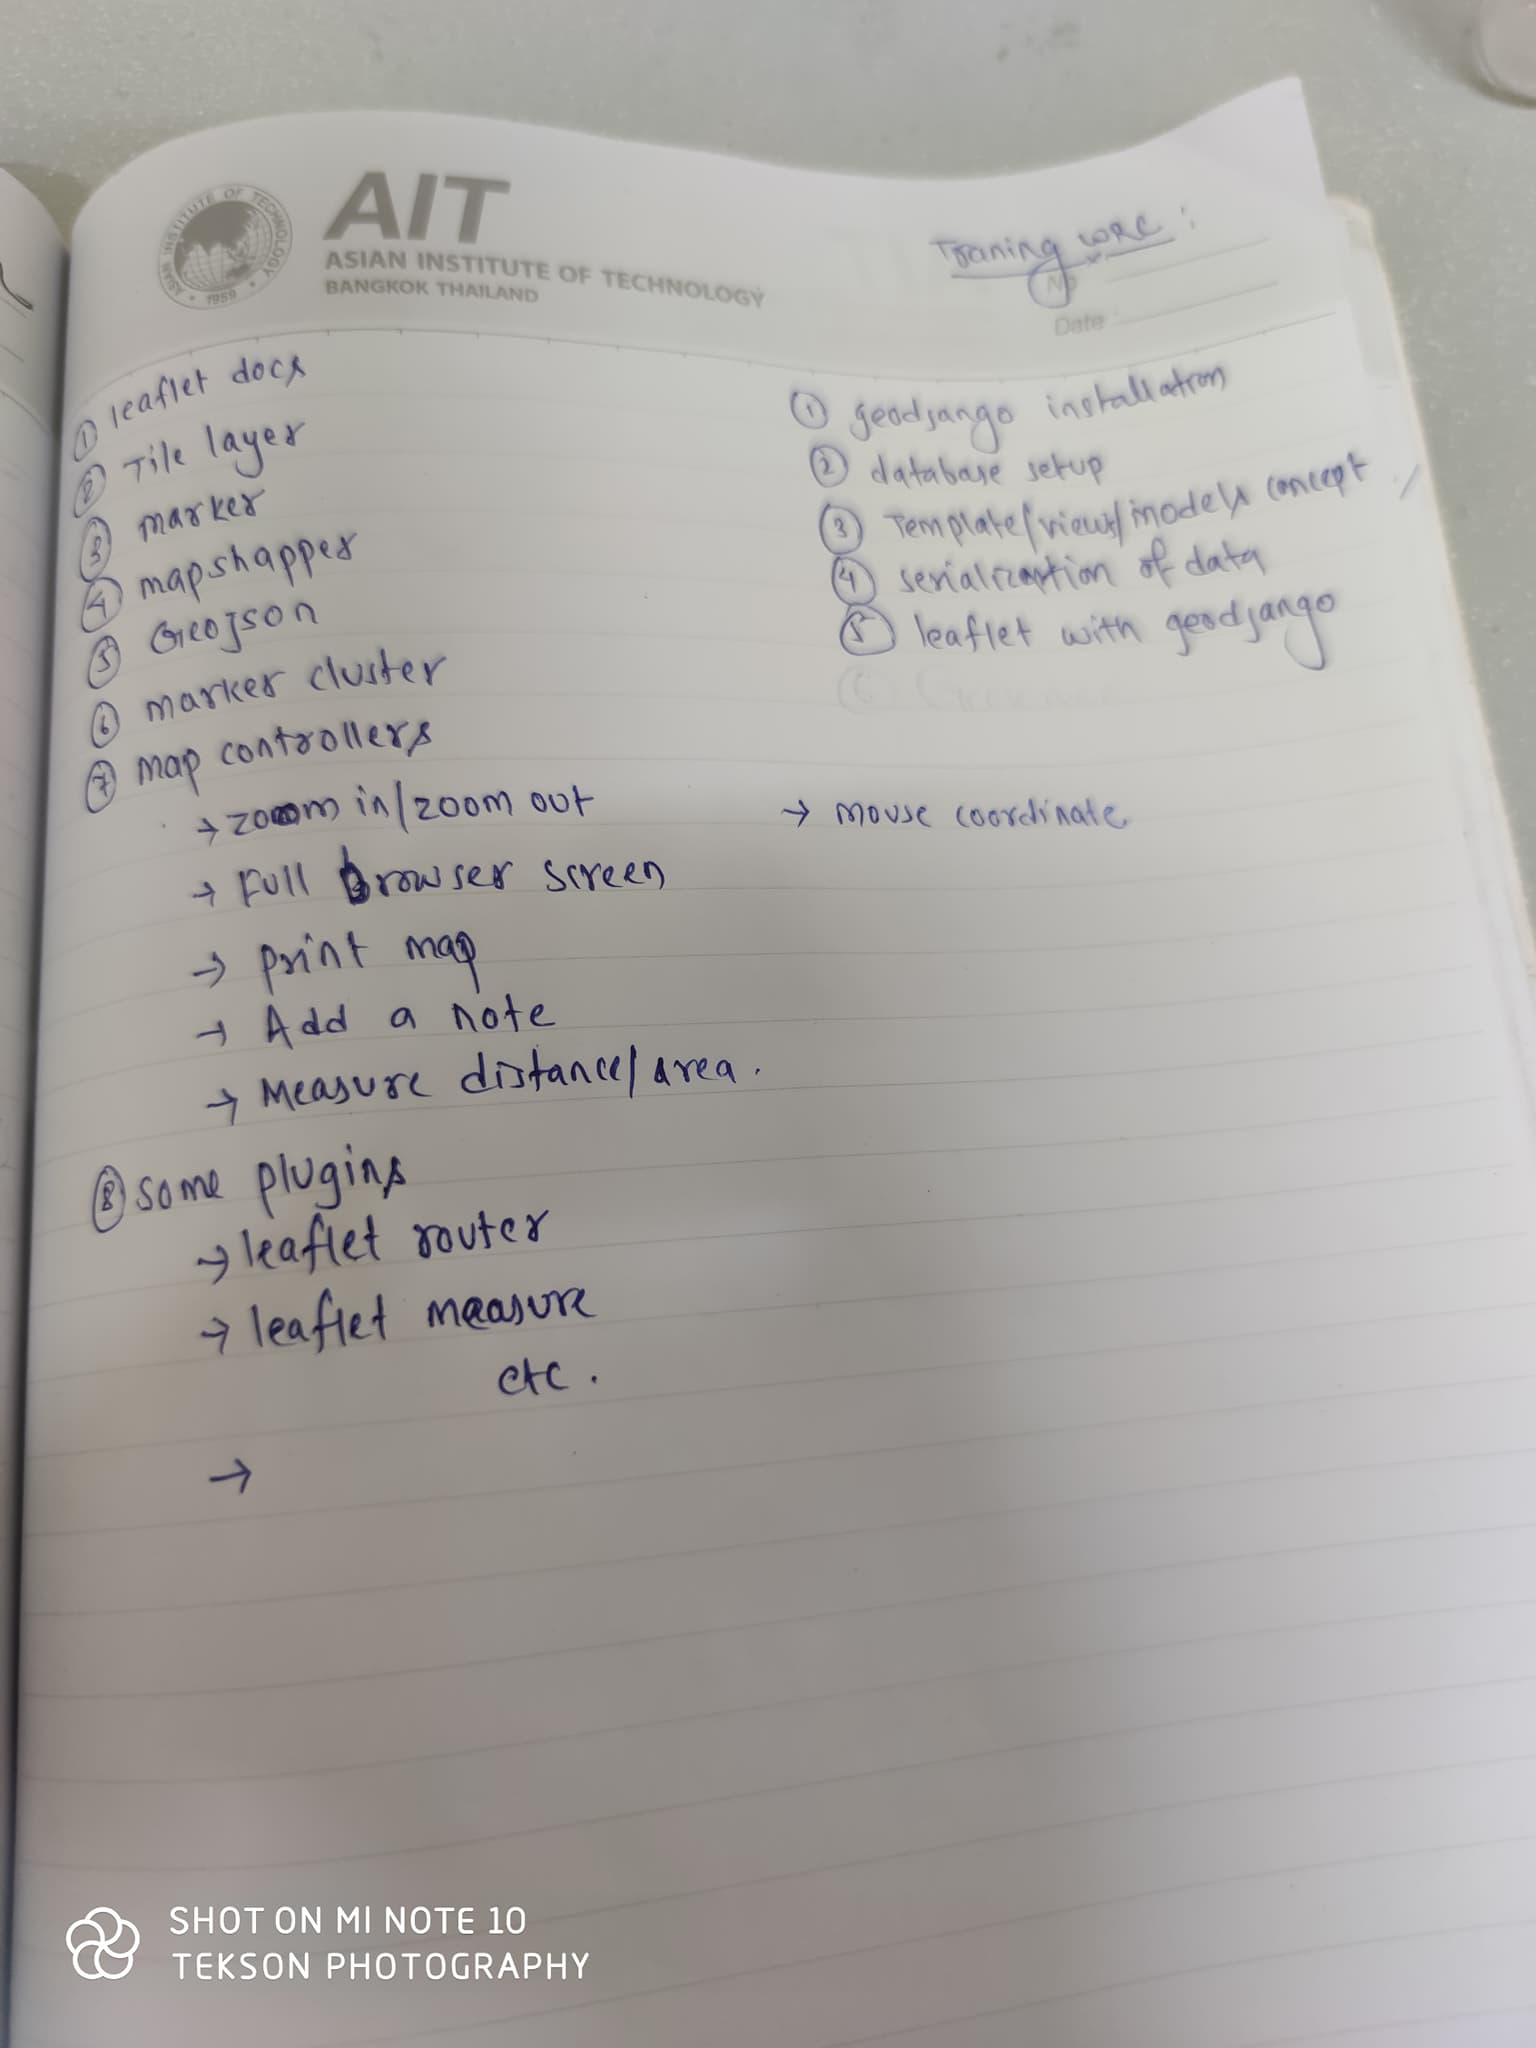 AIT
ASIAN INSTITUTE OF TECHNOLOGY
BANGKOK THAILAND
ASIAN INSTITUTE OF TECHNOLOGY
1959
Traning WRC :
No
Date
① leaflet docs
② Tile layer
③ marker
④ mapshapper
⑤ GeoJson
⑥ marker cluster
⑦ map controllers
→ zoom in/zoom out
→ Full browser screen
→ print map
→ Add a note
→ Measure distance/area.
⑧ some plugins
→ leaflet router
→ leaflet measure
etc.
→
① geodjango installation
② database setup
③ Template/views/models concept
④ serialization of data
⑤ leaflet with geodjango
→ mouse coordinate
SHOT ON MI NOTE 10
TEKSON PHOTOGRAPHY